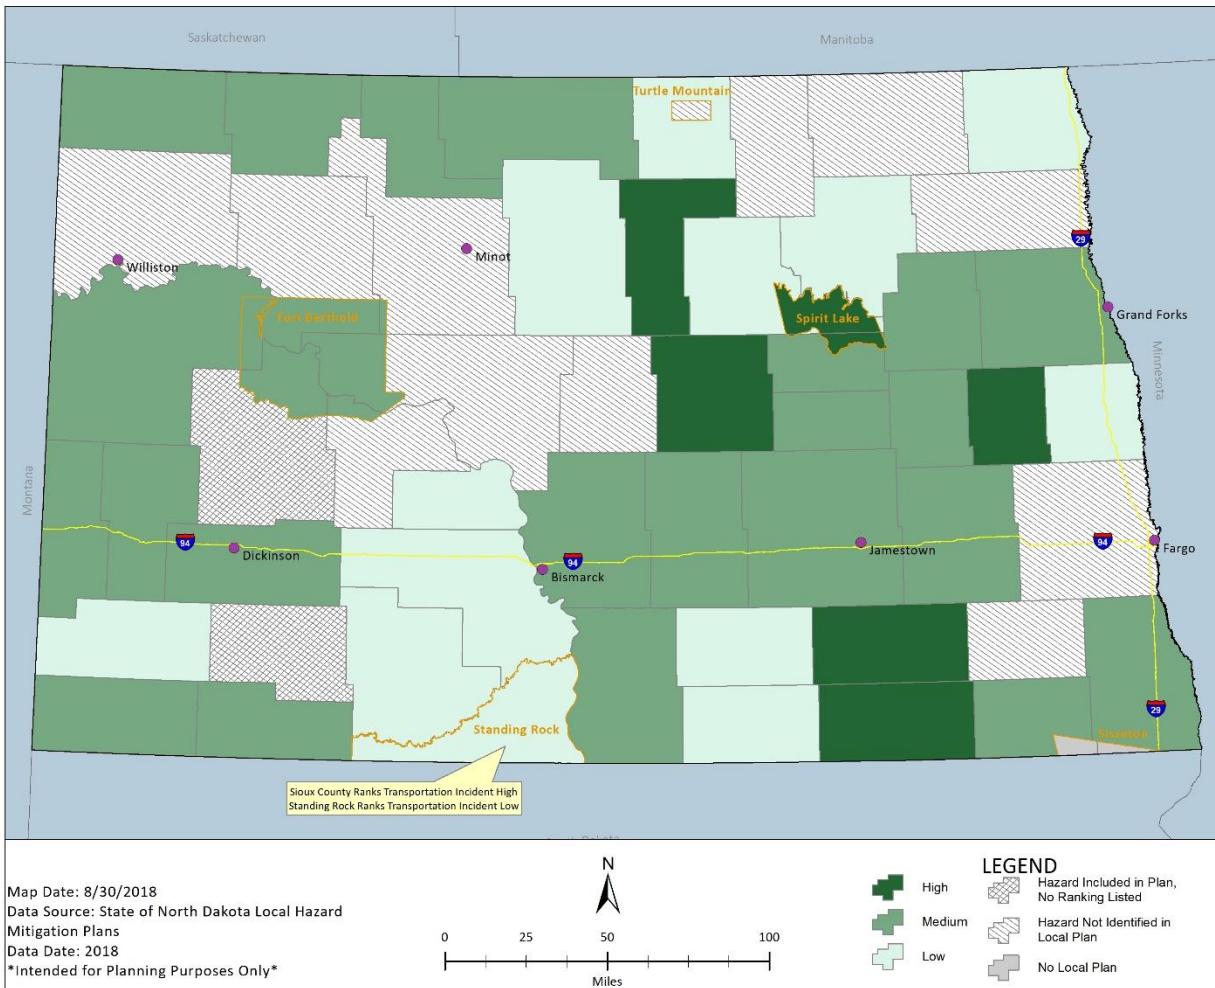 Saskatchewan
Manitoba
Turtle Mountain
29
Williston
Minot
Fort Berthold
Spirit Lake
Grand Forks
Minnesota
Montana
94
Dickinson
94
Bismarck
Jamestown
94
Fargo
29
Standing Rock
Sisseton
Sioux County Ranks Transportation Incident High
Standing Rock Ranks Transportation Incident Low
Map Date: 8/30/2018
Data Source: State of North Dakota Local Hazard
Mitigation Plans
Data Date: 2018
*Intended for Planning Purposes Only*
N
0 25 50 100
Miles
LEGEND
High
Medium
Low
Hazard Included in Plan,
No Ranking Listed
Hazard Not Identified in
Local Plan
No Local Plan